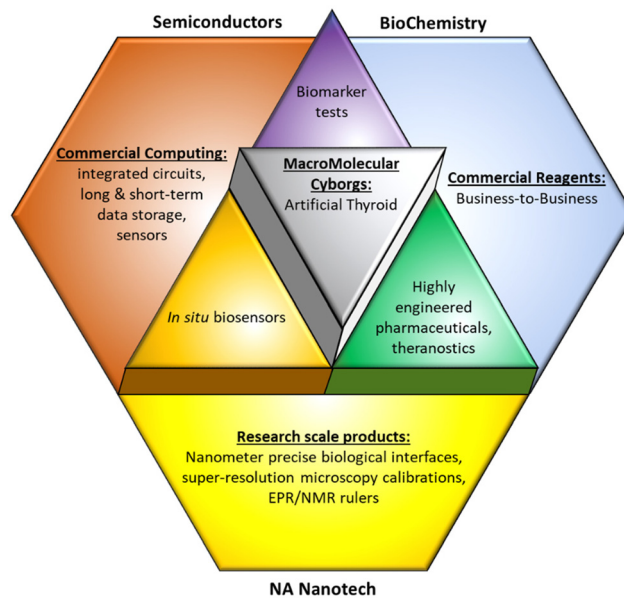 Semiconductors
BioChemistry
Biomarker
tests
Commercial Computing:
integrated circuits,
long & short-term
data storage,
sensors
MacroMolecular
Cyborgs:
Artificial Thyroid
Commercial Reagents:
Business-to-Business
In situ biosensors
Highly
engineered
pharmaceuticals,
theranostics
Research scale products:
Nanometer precise biological interfaces,
super-resolution microscopy calibrations,
EPR/NMR rulers
NA Nanotech